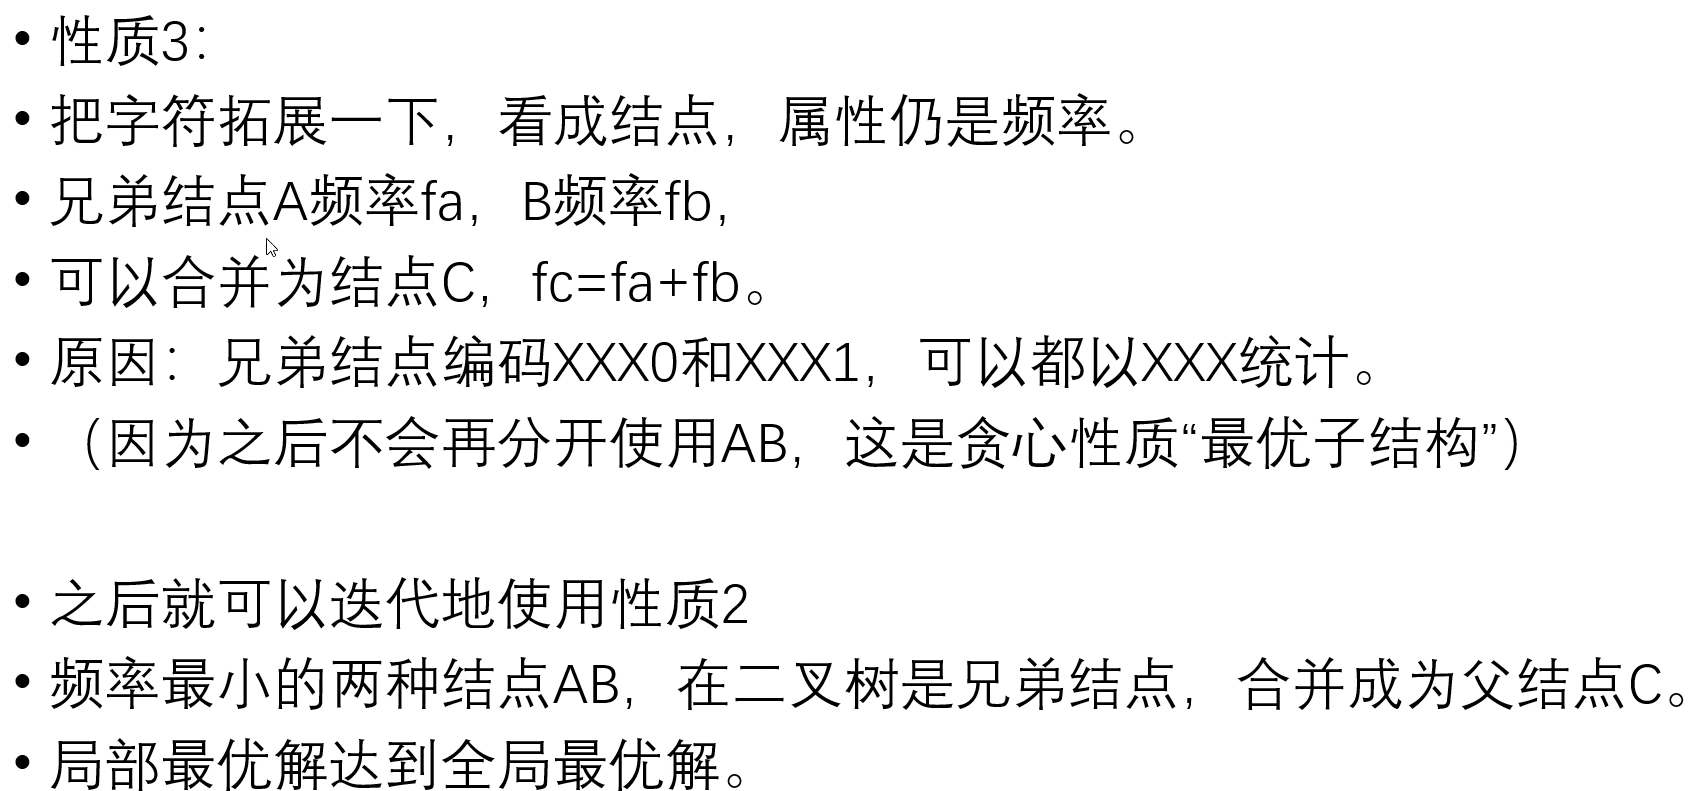 • 性质3：
• 把字符拓展一下，看成结点，属性仍是频率。
• 兄弟结点A频率fa，B频率fb，
• 可以合并为结点C，fc=fa+fb。
• 原因：兄弟结点编码XXX0和XXX1，可以都以XXX统计。
• （因为之后不会再分开使用AB，这是贪心性质“最优子结构”）
• 之后就可以迭代地使用性质2
• 频率最小的两种结点AB，在二叉树是兄弟结点，合并成为父结点C。
• 局部最优解达到全局最优解。